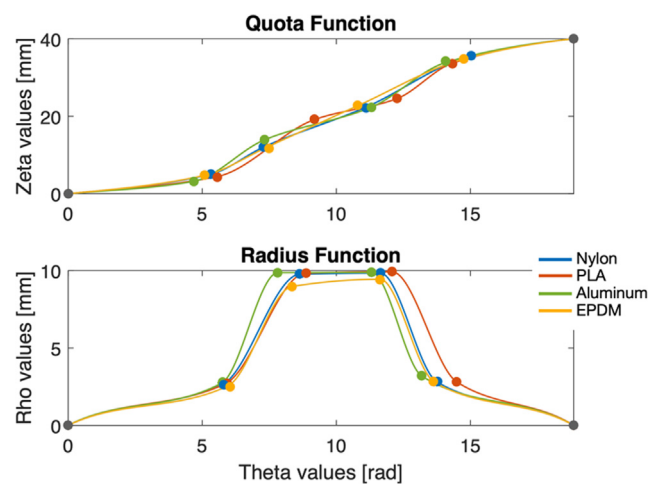 Quota Function
Zeta values [mm]
40
20
0
0
5
10
15
Radius Function
Rho values [mm]
10
5
0
0
5
10
15
Theta values [rad]
Nylon
PLA
Aluminum
EPDM